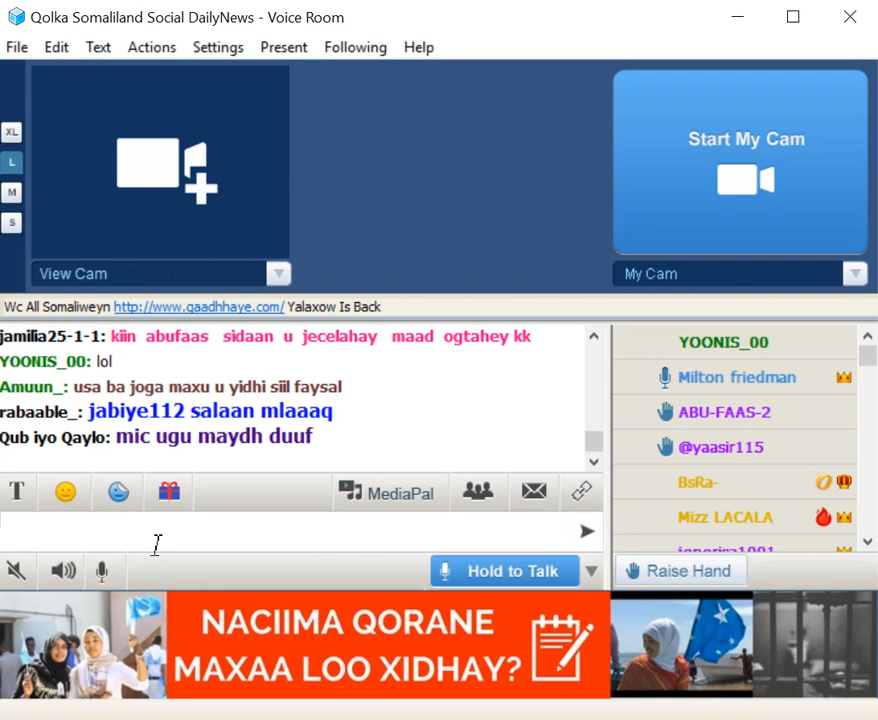 Qolka Somaliland Social DailyNews - Voice Room
File Edit Text Actions Settings Present Following Help
XL
L
M
S
Start My Cam
View Cam
My Cam
Wc All Somaliweyn http://www.qaadhhaye.com/ Yalaxow Is Back
jamilia25-1-1: kiin abufaas sidaan u jecelahay maad ogtahey kk
YOONIS_00: lol
Amuun_: usa ba joga maxu u yidhi siil faysal
rabaable_: jabiye112 salaan mlaaaq
Qub iyo Qaylo: mic ugu maydh duuf
YOONIS_00
Milton friedman
ABU-FAAS-2
@yaasir115
BsRa-
Mizz LACALA
T
MediaPal
Hold to Talk
Raise Hand
NACIIMA QORANE
MAXAA LOO XIDHAY?